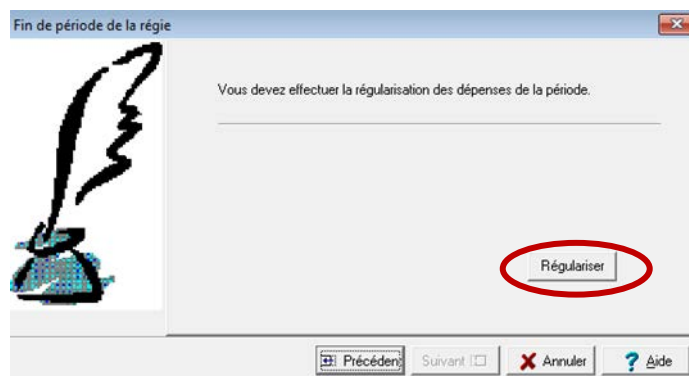 Fin de période de la régie
Vous devez effectuer la régularisation des dépenses de la période.
Régulariser
Précéden
Suivant
Annuler
? Aide